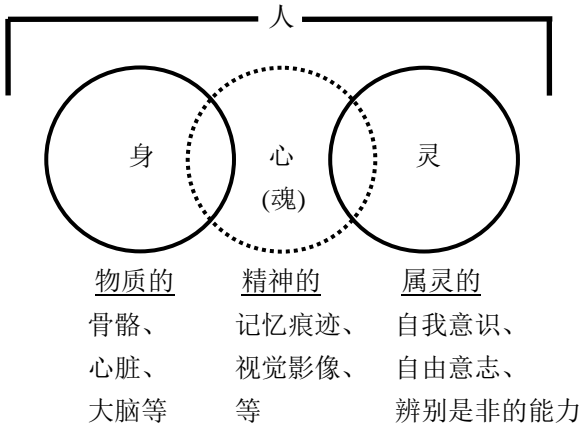 人
身
心
(魂)
灵
物质的
骨骼、
心脏、
大脑等
精神的
记忆痕迹、
视觉影像、
等
属灵的
自我意识、
自由意志、
辨别是非的能力